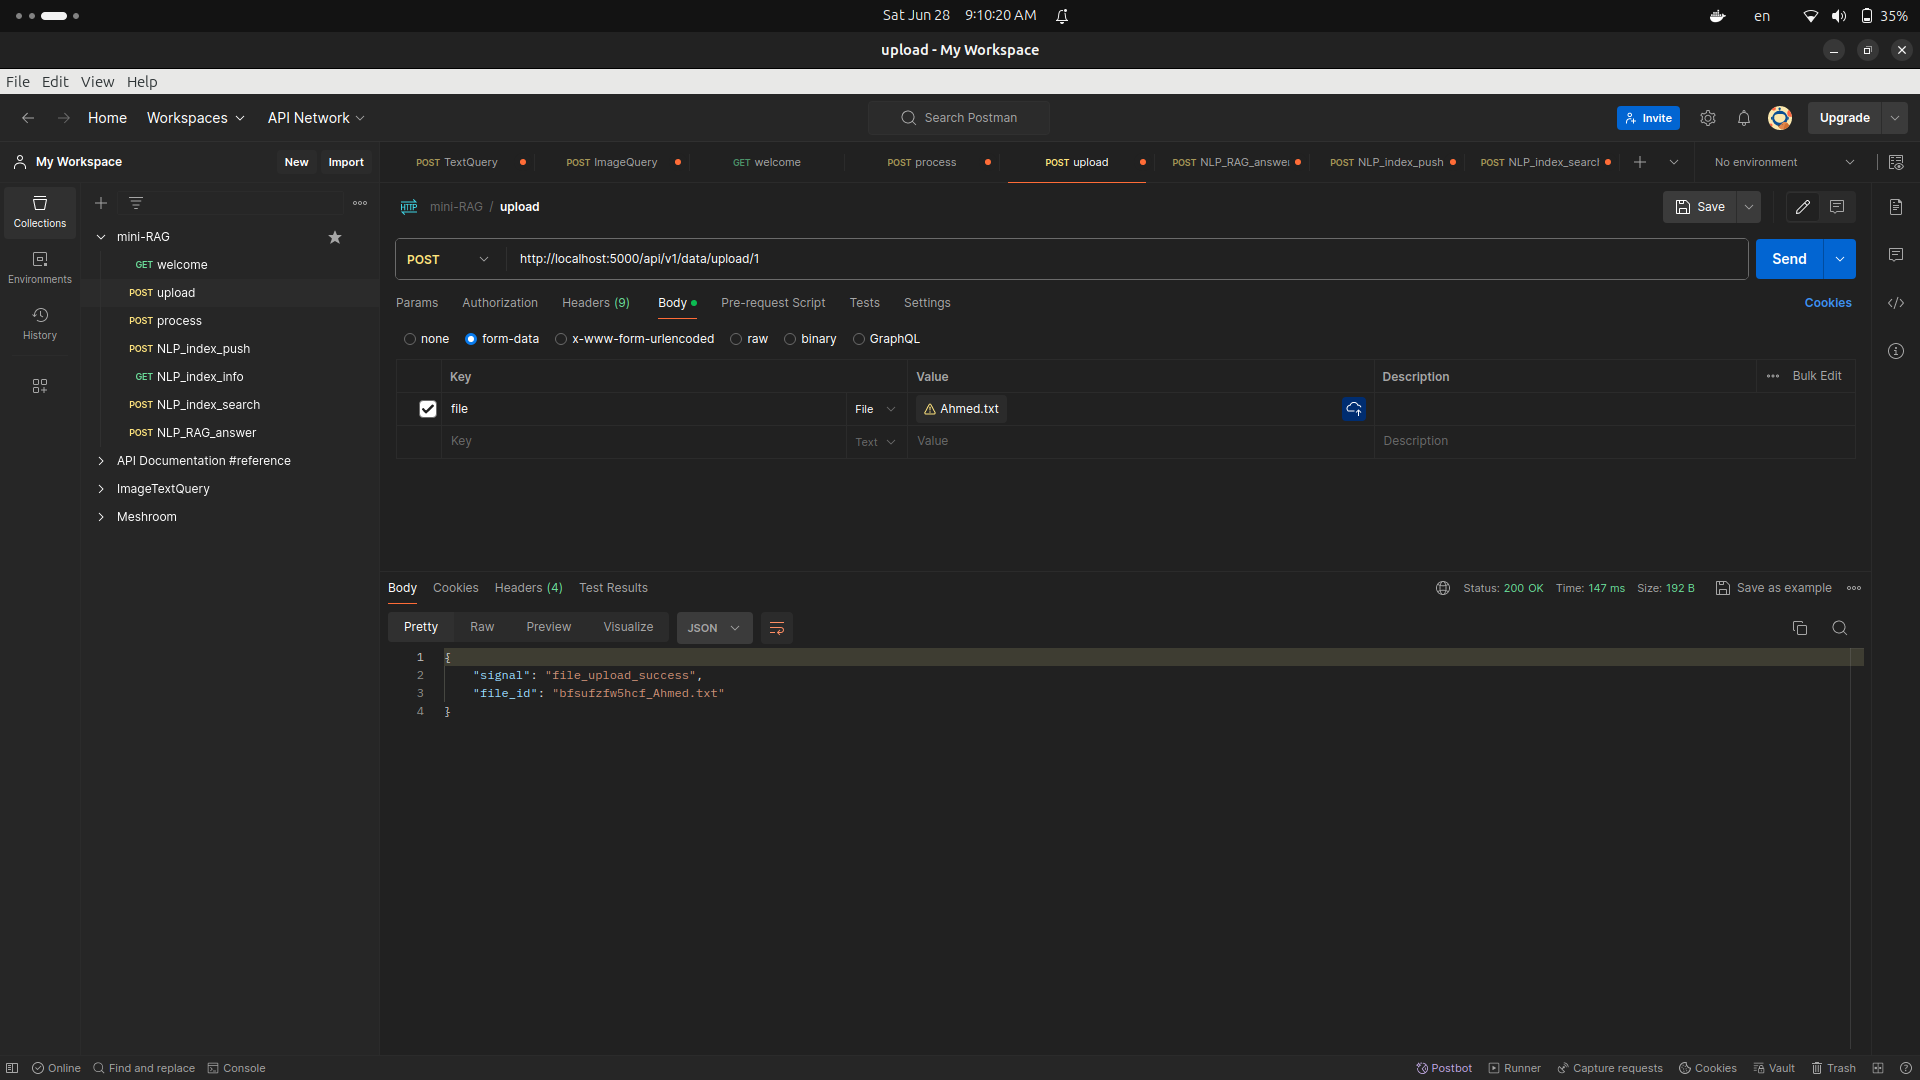 Sat Jun 28 9:10:20 AM
en
35%
upload - My Workspace
File Edit View Help
Home Workspaces API Network
Search Postman
Invite
Upgrade
My Workspace New Import
POST TextQuery
POST ImageQuery
GET welcome
POST process
POST upload
POST NLP_RAG_answer
POST NLP_index_push
POST NLP_index_search
No environment
Collections
Environments
History
mini-RAG
GET welcome
POST upload
POST process
POST NLP_index_push
GET NLP_index_info
POST NLP_index_search
POST NLP_RAG_answer
API Documentation #reference
ImageTextQuery
Meshroom
HTTP mini-RAG / upload
Save
POST http://localhost:5000/api/v1/data/upload/1
Send
Params Authorization Headers (9) Body Pre-request Script Tests Settings Cookies
none form-data x-www-form-urlencoded raw binary GraphQL
Key Value Description Bulk Edit
file File Ahmed.txt
Key Text Value Description
Body Cookies Headers (4) Test Results
Status: 200 OK Time: 147 ms Size: 192 B Save as example
Pretty Raw Preview Visualize JSON
1 {
2 "signal": "file_upload_success",
3 "file_id": "bfsufzfw5hcf_Ahmed.txt"
4 }
Online Find and replace Console
Postbot Runner Capture requests Cookies Vault Trash